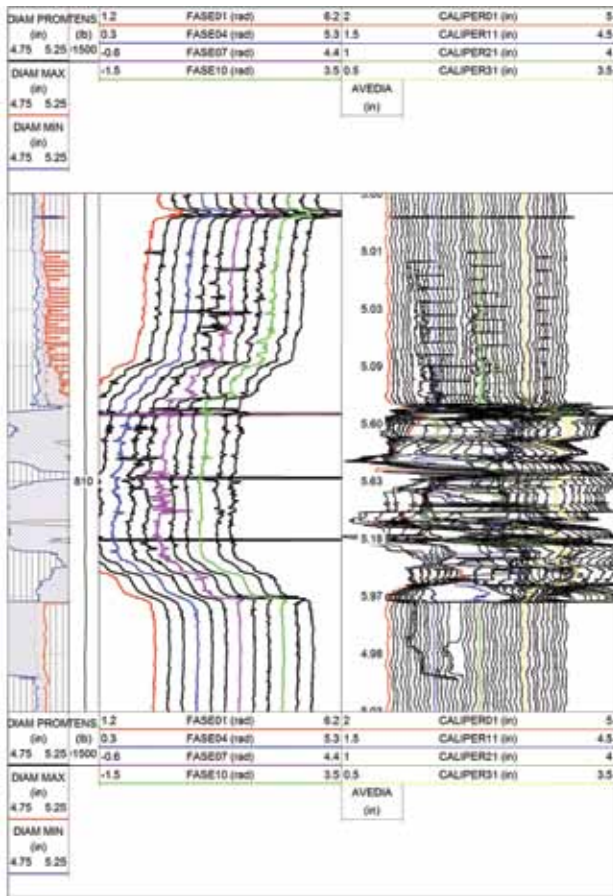 DIAM PROM TENS. 1.2 FASE01 (rad) 6.2 2 CALIPER01 (in) 5
(in) (lb) 0.3 FASE04 (rad) 5.3 1.5 CALIPER11 (in) 4.5
4.75 5.25 -1500 -0.6 FASE07 (rad) 4.4 1 CALIPER21 (in) 4
DIAM MAX -1.5 FASE10 (rad) 3.5 0.5 CALIPER31 (in) 3.5
(in) AVEDIA
4.75 5.25 (in)
DIAM MIN
(in)
4.75 5.25
5.01
5.03
5.09
5.60
810 5.63
5.18
5.97
4.98
DIAM PROM TENS. 1.2 FASE01 (rad) 6.2 2 CALIPER01 (in) 5
(in) (lb) 0.3 FASE04 (rad) 5.3 1.5 CALIPER11 (in) 4.5
4.75 5.25 -1500 -0.6 FASE07 (rad) 4.4 1 CALIPER21 (in) 4
DIAM MAX -1.5 FASE10 (rad) 3.5 0.5 CALIPER31 (in) 3.5
(in) AVEDIA
4.75 5.25 (in)
DIAM MIN
(in)
4.75 5.25